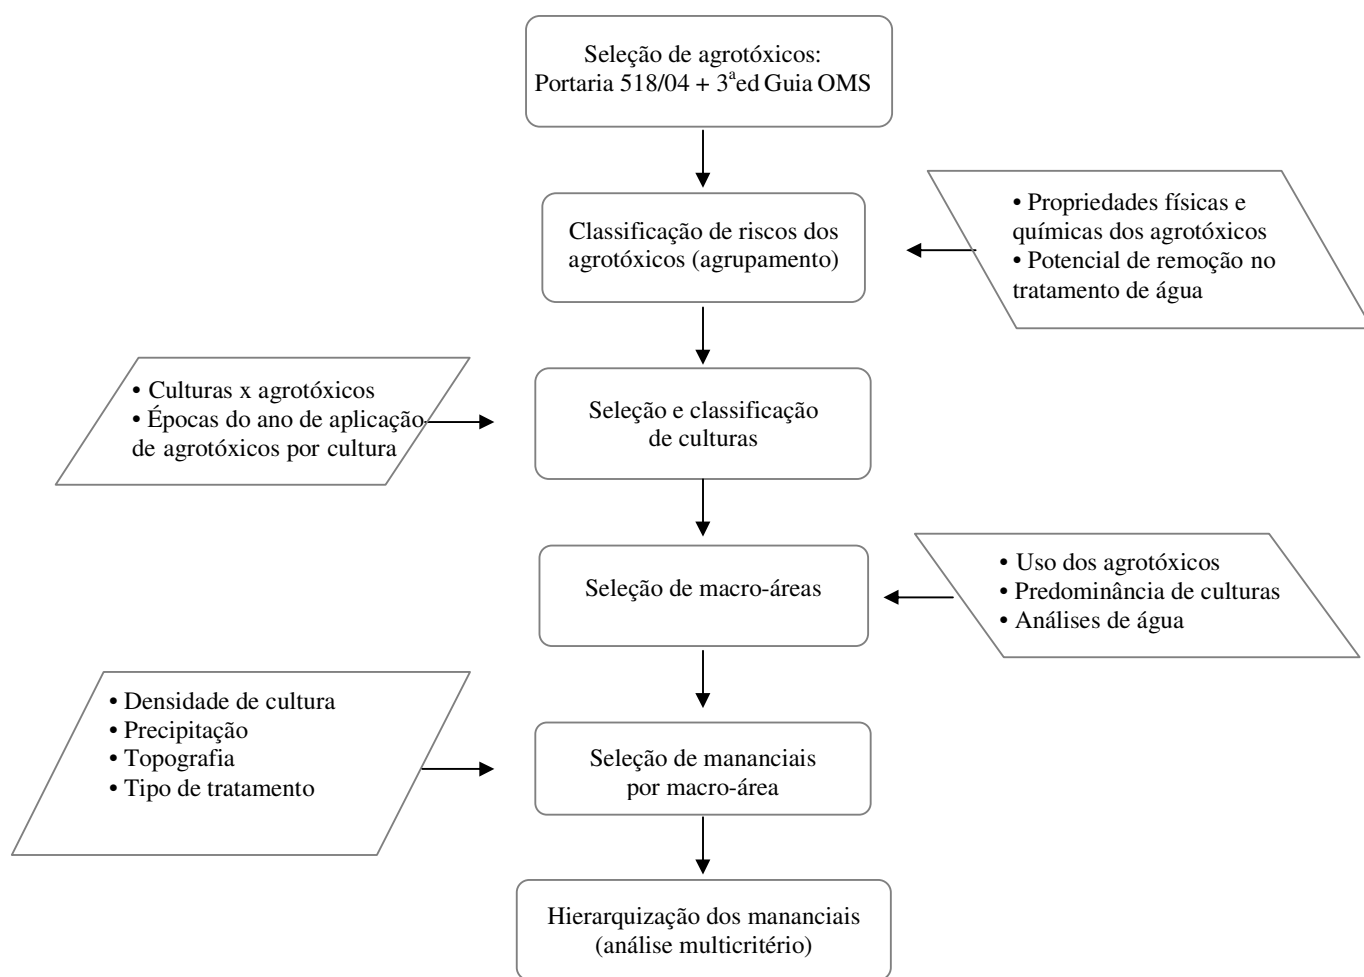 Seleção de agrotóxicos:
Portaria 518/04 + 3ªed Guia OMS
Classificação de riscos dos
agrotóxicos (agrupamento)
• Propriedades físicas e
químicas dos agrotóxicos
• Potencial de remoção no
tratamento de água
• Culturas x agrotóxicos
• Épocas do ano de aplicação
de agrotóxicos por cultura
Seleção e classificação
de culturas
Seleção de macro-áreas
• Uso dos agrotóxicos
• Predominância de culturas
• Análises de água
• Densidade de cultura
• Precipitação
• Topografia
• Tipo de tratamento
Seleção de mananciais
por macro-área
Hierarquização dos mananciais
(análise multicritério)